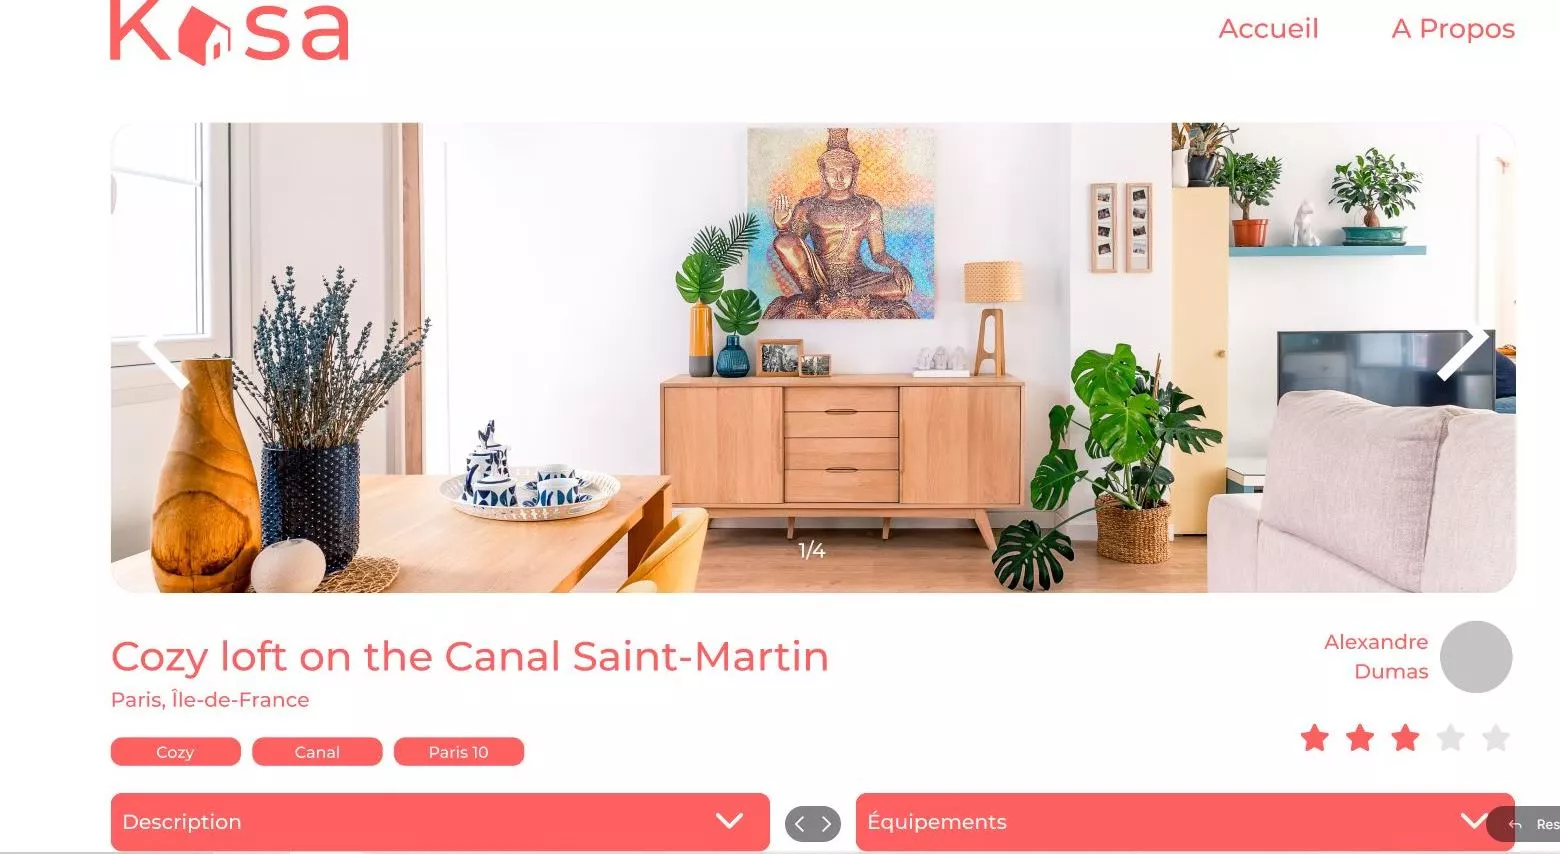 Kasa
Accueil
A Propos
1/4
Cozy loft on the Canal Saint-Martin
Paris, Île-de-France
Alexandre
Dumas
Cozy
Canal
Paris 10
Description
Équipements
Res